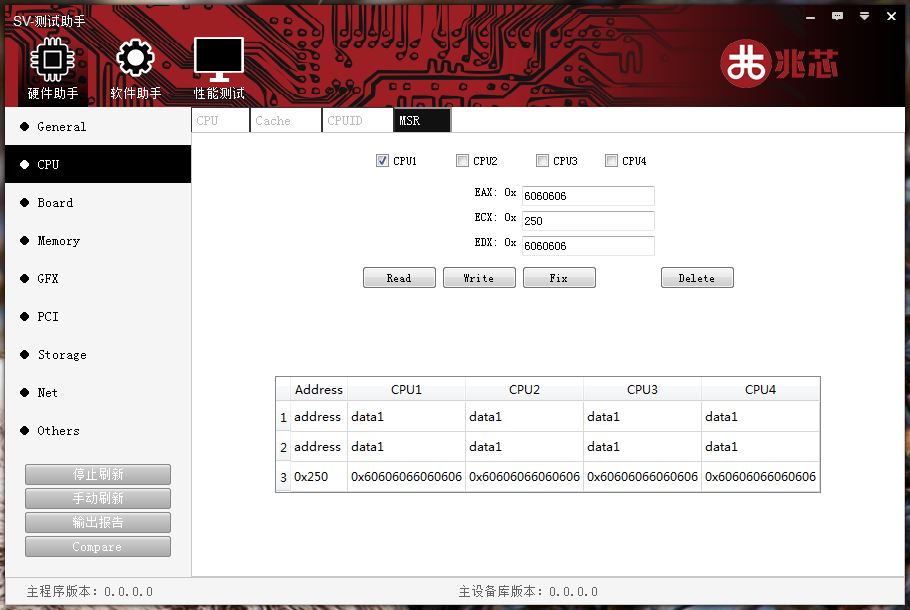 SV-测试助手
兆芯
硬件助手 软件助手 性能测试
CPU Cache CPUID MSR
General
CPU
Board
Memory
GFX
PCI
Storage
Net
Others
停止刷新
手动刷新
输出报告
Compare
CPU1 CPU2 CPU3 CPU4
EAX: 0x 6060606
ECX: 0x 250
EDX: 0x 6060606
Read Write Fix Delete
Address CPU1 CPU2 CPU3 CPU4
1 address data1 data1 data1 data1
2 address data1 data1 data1 data1
3 0x250 0x60606066060606 0x60606066060606 0x60606066060606 0x60606066060606
主程序版本: 0.0.0.0 主设备库版本: 0.0.0.0